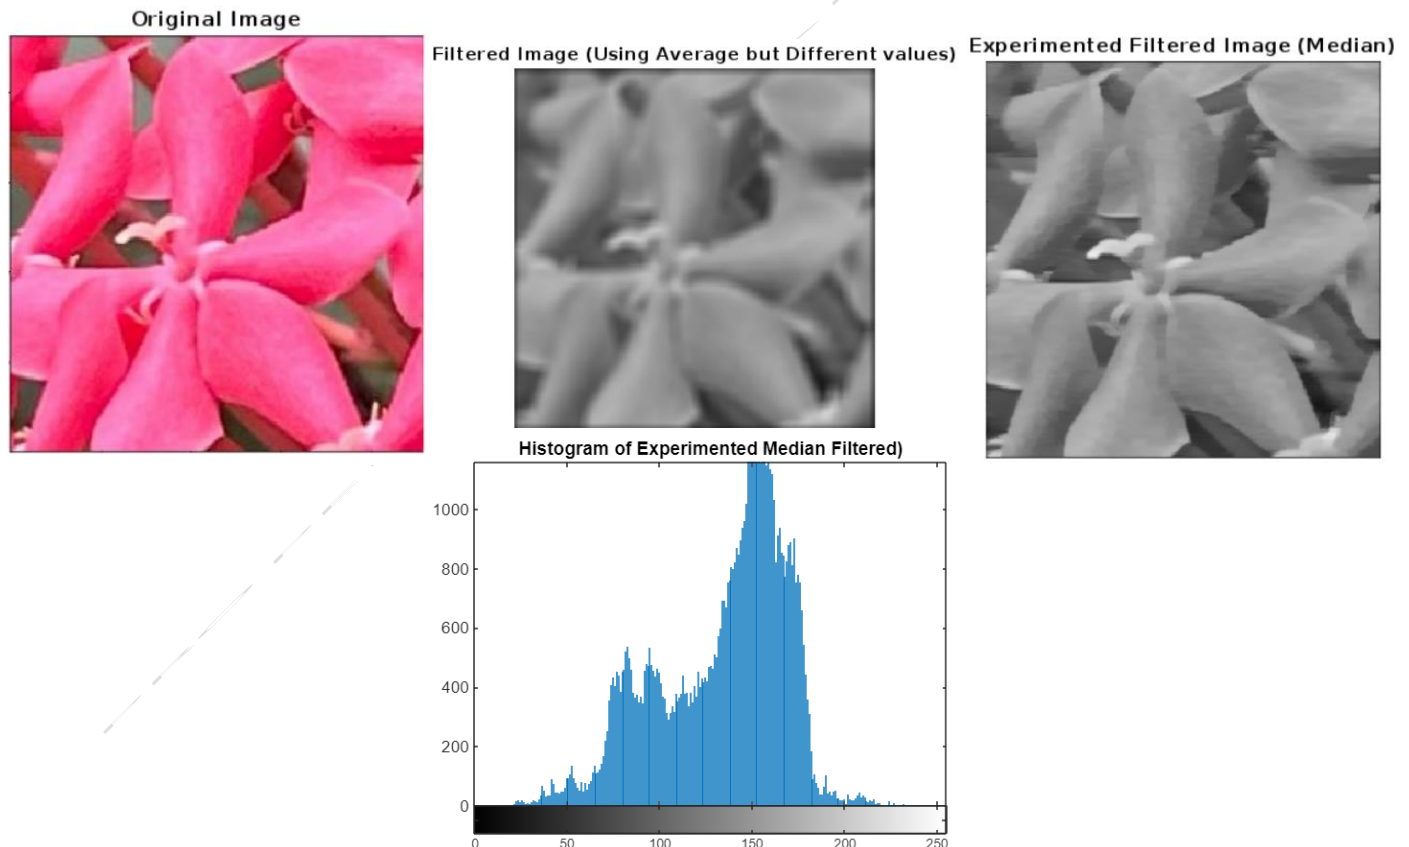 Original Image
Filtered Image (Using Average but Different values)
Experimented Filtered Image (Median)
Histogram of Experimented Median Filtered)
1000
800
600
400
200
0
0 50 100 150 200 250